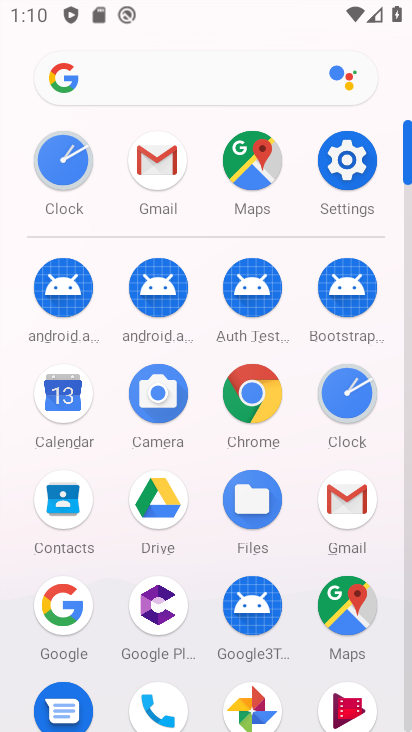 1:10
Clock Gmail Maps Settings
android.a... android.a... Auth Test... Bootstrap...
13
Calendar Camera Chrome Clock
Contacts Drive Files Gmail
Google Google Pl... Google3T... Maps